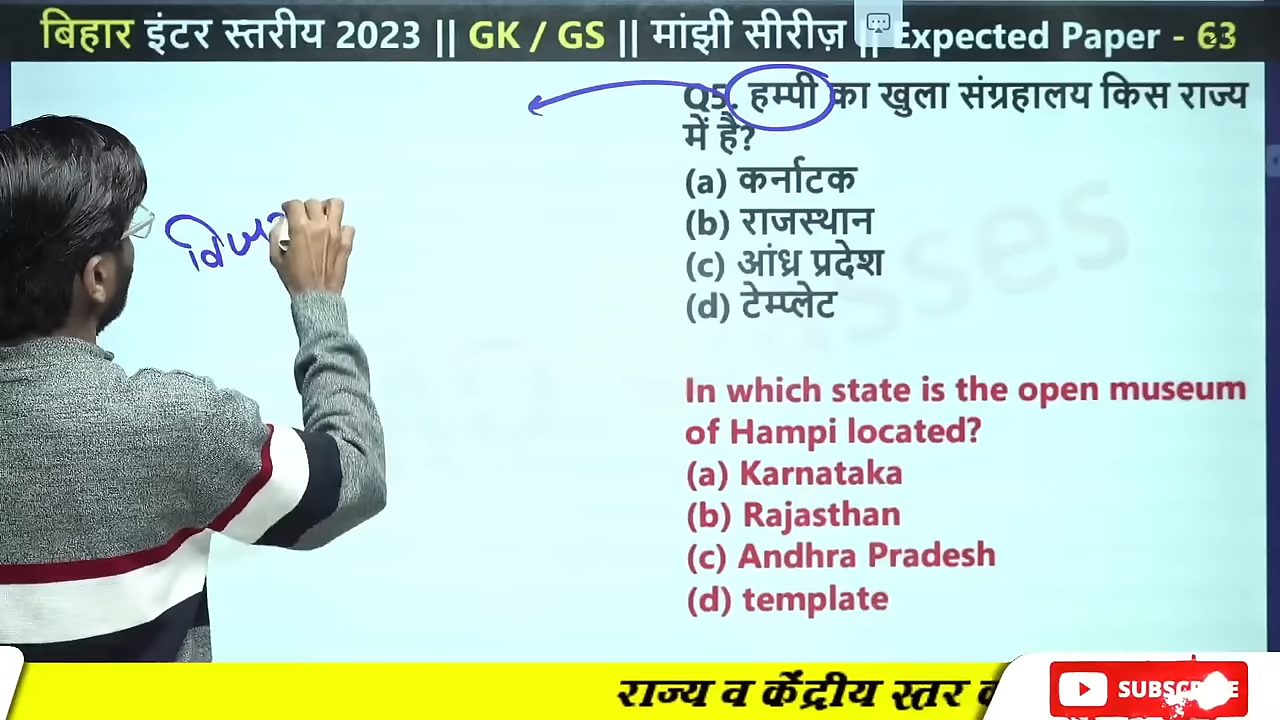 बिहार इंटर स्तरीय 2023 || GK / GS || मांझी सीरीज़ || Expected Paper - 63
Q5. हम्पी का खुला संग्रहालय किस राज्य
में है?
(a) कर्नाटक
(b) राजस्थान
(c) आंध्र प्रदेश
(d) टेम्प्लेट
In which state is the open museum
of Hampi located?
(a) Karnataka
(b) Rajasthan
(c) Andhra Pradesh
(d) template
राज्य व केंद्रीय स्तर
SUBSCRIBE